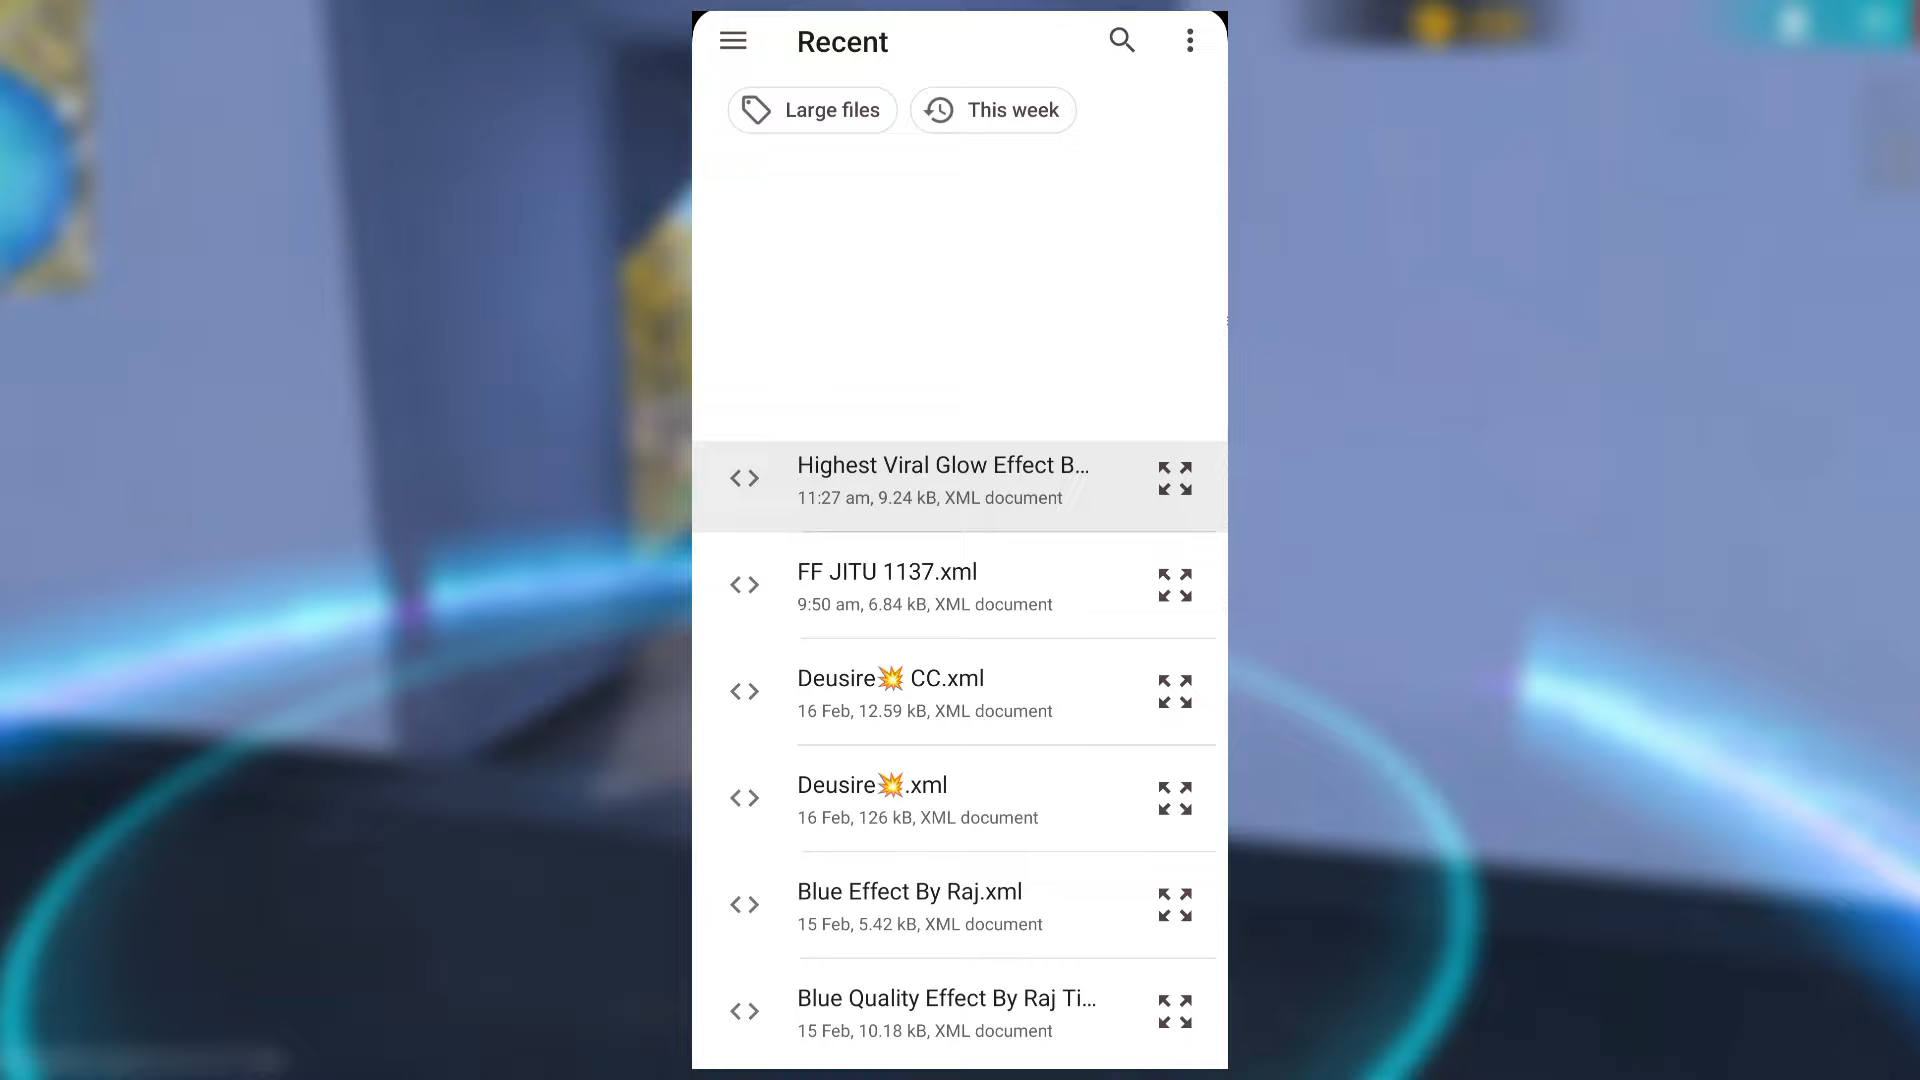 Recent
Large files
This week
Highest Viral Glow Effect B...
11:27 am, 9.24 kB, XML document
FF JITU 1137.xml
9:50 am, 6.84 kB, XML document
Deusire💥 CC.xml
16 Feb, 12.59 kB, XML document
Deusire💥.xml
16 Feb, 126 kB, XML document
Blue Effect By Raj.xml
15 Feb, 5.42 kB, XML document
Blue Quality Effect By Raj Ti...
15 Feb, 10.18 kB, XML document